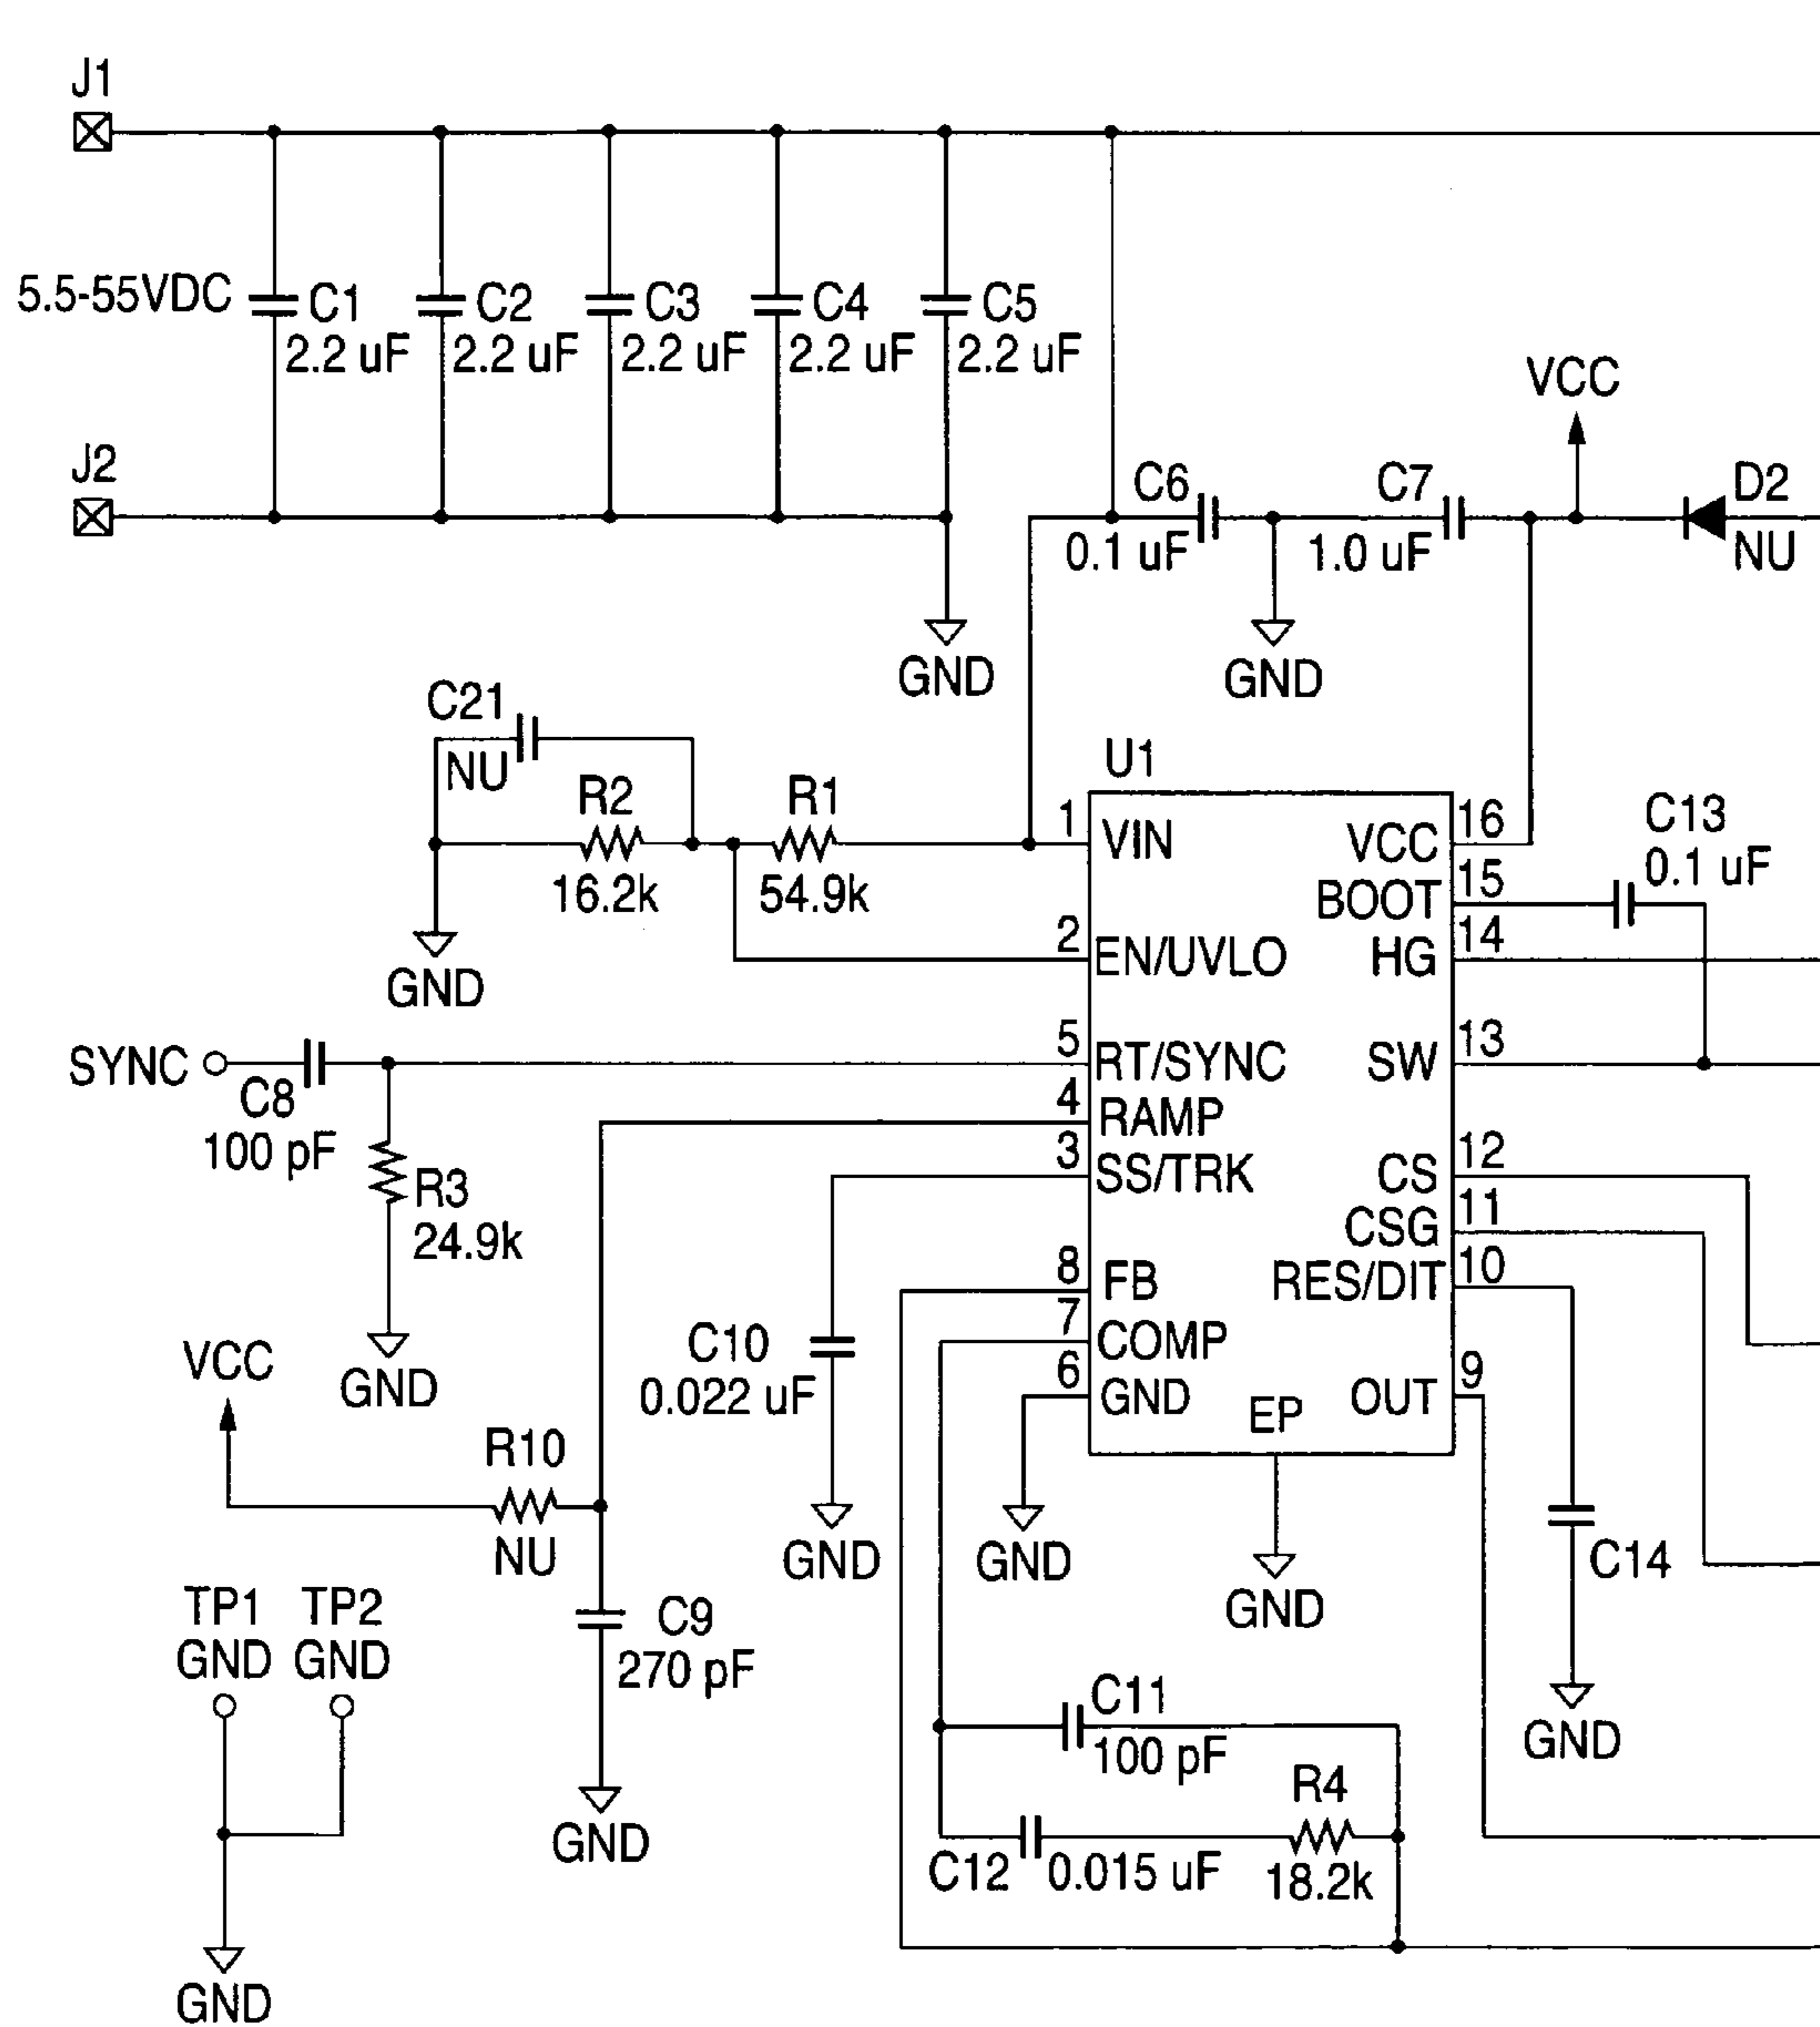 J1
5.5-55VDC
C1
2.2 uF
C2
2.2 uF
C3
2.2 uF
C4
2.2 uF
C5
2.2 uF
J2
GND
C6
0.1 uF
GND
C7
1.0 uF
VCC
D2
NU
C21
NU
R2
16.2k
R1
54.9k
GND
U1
1
VIN
2
EN/UVLO
5
RT/SYNC
4
RAMP
3
SS/TRK
8
FB
7
COMP
6
GND
EP
VCC
16
BOOT
15
HG
14
SW
13
CS
12
CSG
11
RES/DIT
10
OUT
9
C13
0.1 uF
SYNC
C8
100 pF
R3
24.9k
GND
VCC
R10
NU
C10
0.022 uF
GND
GND
GND
C14
GND
TP1
GND
TP2
GND
GND
C9
270 pF
GND
C11
100 pF
R4
18.2k
C12
0.015 uF